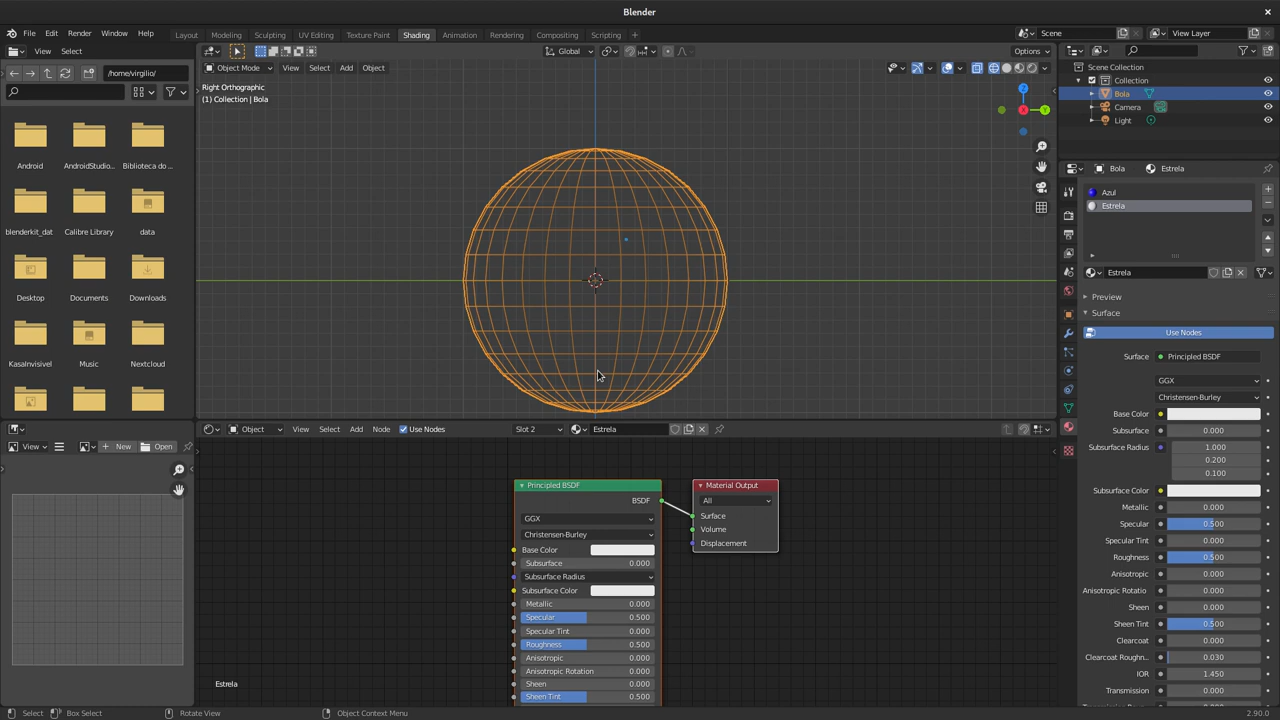 Blender
File Edit Render Window Help
Layout Modeling Sculpting UV Editing Texture Paint Shading Animation Rendering Compositing Scripting
Scene
View Layer
View Select
Global
Options
/home/virgilio/
Object Mode View Select Add Object
Right Orthographic
(1) Collection | Bola
Android
AndroidStudio...
Biblioteca do ...
blenderkit_dat
Calibre Library
data
Desktop
Documents
Downloads
KasaInvisivel
Music
Nextcloud
Z
Y
X
Scene Collection
Collection
Bola
Camera
Light
Bola
Estrela
Azul
Estrela
Estrela
Preview
Surface
Use Nodes
Surface Principled BSDF
GGX
Christensen-Burley
Base Color
Subsurface 0.000
Subsurface Radius 1.000
0.200
0.100
Subsurface Color
Metallic 0.000
Specular 0.500
Specular Tint 0.000
Roughness 0.500
Anisotropic 0.000
Anisotropic Rotatio 0.000
Sheen 0.000
Sheen Tint 0.500
Clearcoat 0.000
Clearcoat Roughn... 0.030
IOR 1.450
Transmission 0.000
View
New
Open
Object View Select Add Node Use Nodes Slot 2 Estrela
Principled BSDF
BSDF
GGX
Christensen-Burley
Base Color
Subsurface 0.000
Subsurface Radius
Subsurface Color
Metallic 0.000
Specular 0.500
Specular Tint 0.000
Roughness 0.500
Anisotropic 0.000
Anisotropic Rotation 0.000
Sheen 0.000
Sheen Tint 0.500
Material Output
All
Surface
Volume
Displacement
Estrela
Select Box Select Rotate View Object Context Menu 2.90.0